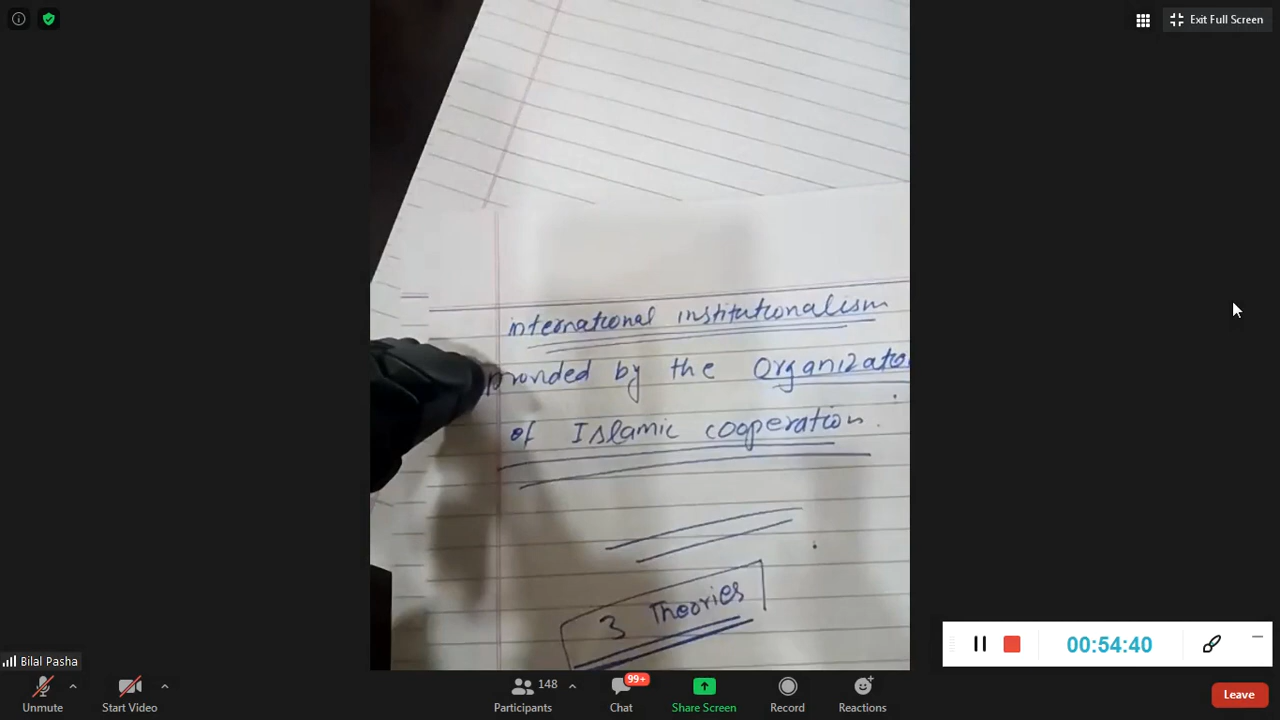 Exit Full Screen
international institutionalism
provided by the Organizatio
of Islamic cooperation.
3 Theories
00:54:40
Bilal Pasha
148
99+
Unmute
Start Video
Participants
Chat
Share Screen
Record
Reactions
Leave